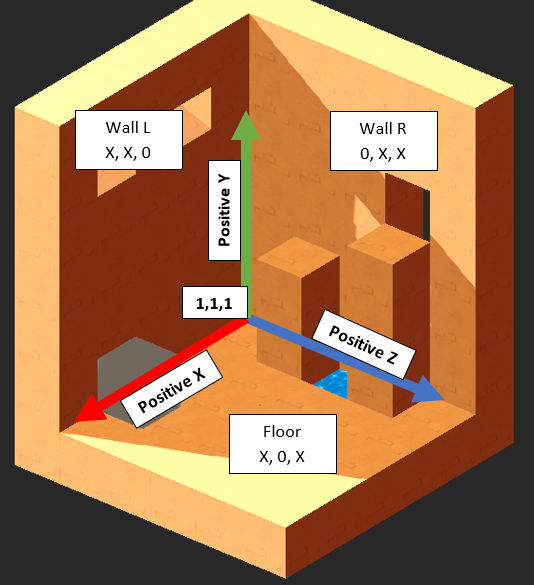 Wall L
X, X, 0
Wall R
0, X, X
Positive Y
1,1,1
Positive Z
Positive X
Floor
X, 0, X